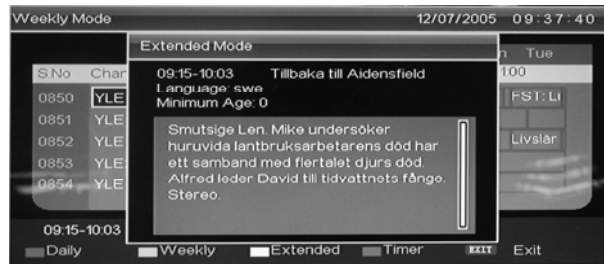 Weekly Mode 12/07/2005 09:37:40
Extended Mode
n Tue
S.No Char 09:15-10:03 Tillbaka till Aidensfield 1:00
Language: swe
0850 YLE Minimum Age: 0 FST: Li
0851 YLE Smutsige Len. Mike undersöker
0852 YLE huruvida lantbruksarbetarens död har Livslär
ett samband med flertalet djurs död.
0853 YLE Alfred leder David till tidvattnets fånge.
0854 YLE Stereo.
09:15-10:03
Daily Weekly Extended Timer EXIT Exit